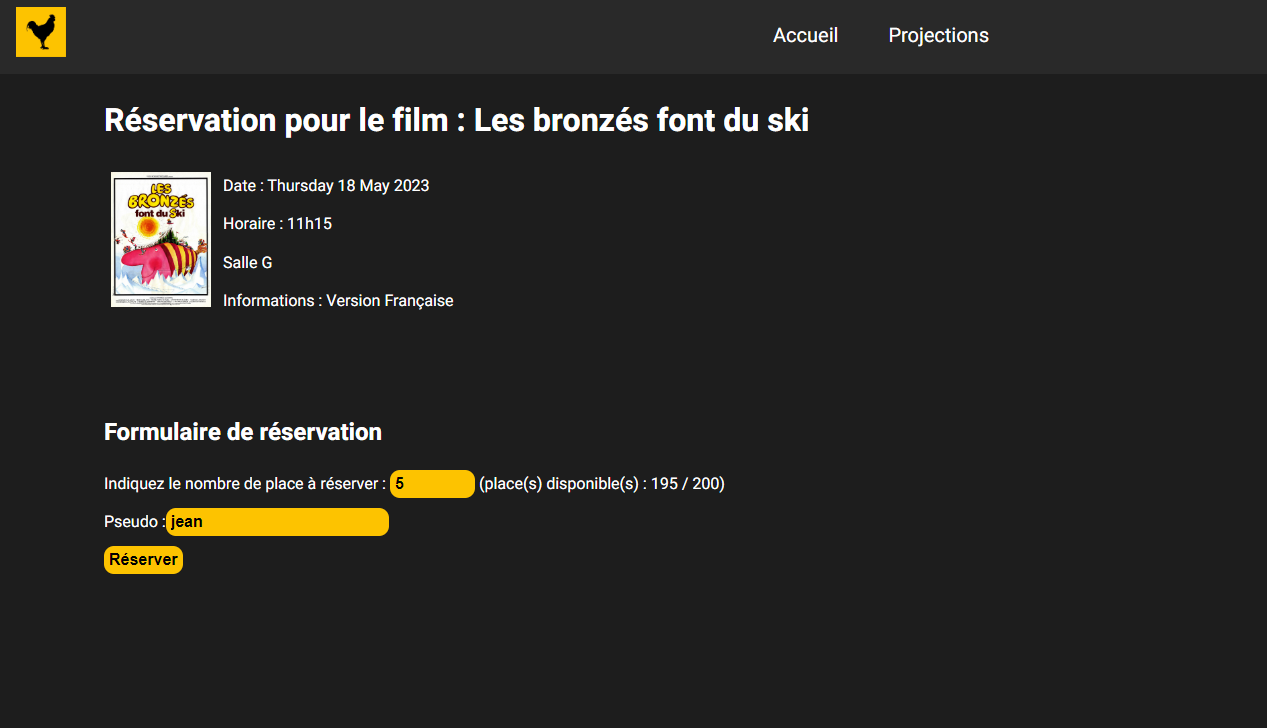 Accueil Projections
Réservation pour le film : Les bronzés font du ski
LES
BRONZÉS
font du Ski
Date : Thursday 18 May 2023
Horaire : 11h15
Salle G
Informations : Version Française
Formulaire de réservation
Indiquez le nombre de place à réserver : 5 (place(s) disponible(s) : 195 / 200)
Pseudo : jean
Réserver